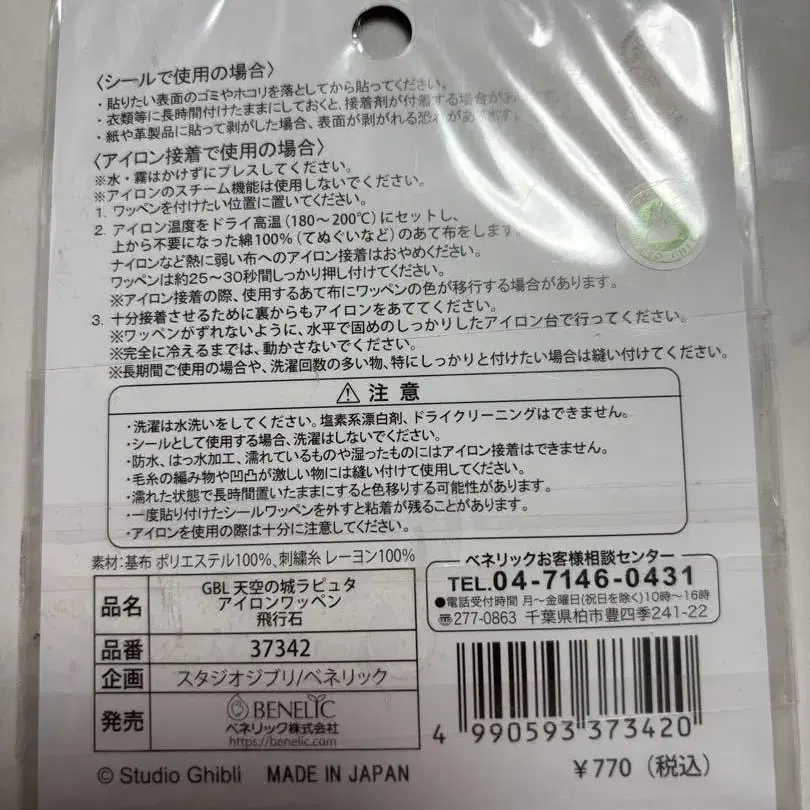 〈シールで使用の場合〉
・貼りたい表面のゴミやホコリを落としてから貼ってください。
・衣類等に長時間付けたままにしておくと、接着剤が付着する場合があ
・紙や革製品に貼って剥がした場合、表面が剥がれる恐れがあります。
〈アイロン接着で使用の場合〉
※水・霧はかけずにプレスしてください。
※アイロンのスチーム機能は使用しないでください。
1. ワッペンを付けたい位置に置いてください。
2. アイロン温度をドライ高温（180～200℃）にセットし、
上から不要になった綿100%（てぬぐいなど）のあて布をします。
ナイロンなど熱に弱い布へのアイロン接着はおやめください。
ワッペンは約25～30秒間しっかり押し付けてください。
※アイロン接着の際、使用するあて布にワッペンの色が移行する場合があります。
3. 十分接着させるために裏からもアイロンをあててください。
※ワッペンがずれないように、水平で固めのしっかりしたアイロン台で行ってください。
※完全に冷えるまでは、動かさないでください。
※長期間ご使用の場合や、洗濯回数の多い物、特にしっかりと付けたい場合は縫い付けてください。
⚠ 注意
・洗濯は水洗いをしてください。塩素系漂白剤、ドライクリーニングはできません。
・シールとして使用する場合、洗濯はしないでください。
・防水、はっ水加工、濡れているものや湿ったものにはアイロン接着はできません。
・毛糸の編み物や凹凸が激しい物には縫い付けて使用してください。
・濡れた状態で長時間置いたままにすると色移りする可能性があります。
・一度貼り付けたシールワッペンを外すと粘着が残ることがあります。
・アイロンを使用の際は十分に注意してください。
素材：基布 ポリエステル100%、刺繍糸 レーヨン100%
品名
GBL 天空の城ラピュタ
アイロンワッペン
飛行石
品番
37342
企画
スタジオジブリ/ベネリック
発売
BENELIC
ベネリック株式会社
https://benelic.com
ベネリックお客様相談センター
TEL.04-7146-0431
●電話受付時間 月～金曜日(祝日を除く)10時～16時
〒277-0863 千葉県柏市豊四季241-22
4 990593 373420
￥770（税込）
© Studio Ghibli MADE IN JAPAN